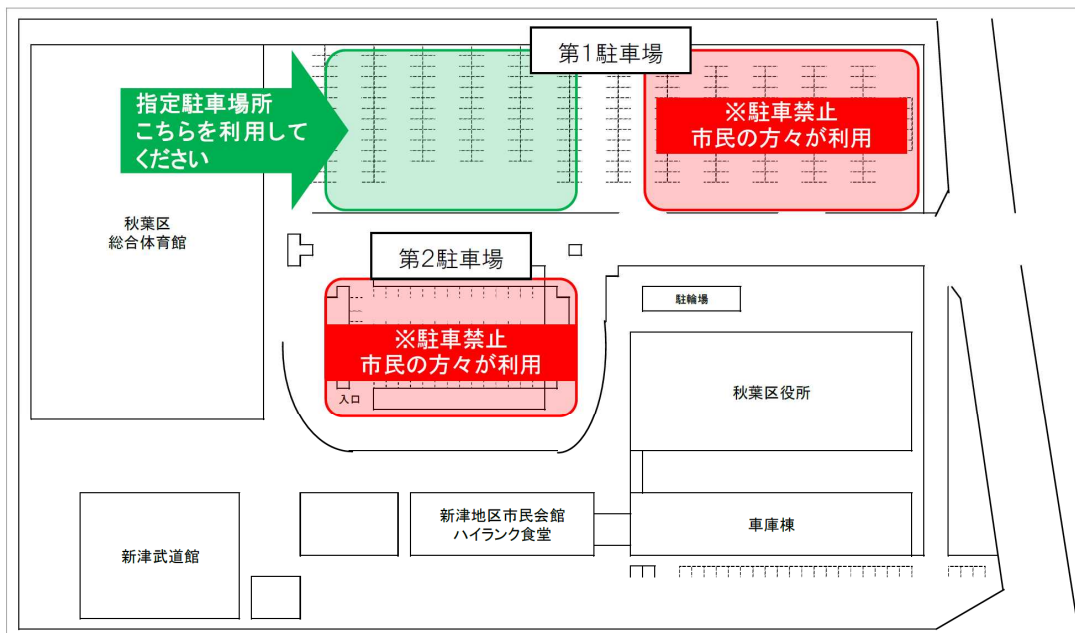 第1駐車場
指定駐車場所
こちらを利用して
ください
※駐車禁止
市民の方々が利用
秋葉区
総合体育館
第2駐車場
※駐車禁止
市民の方々が利用
入口
駐輪場
秋葉区役所
新津地区市民会館
ハイランク食堂
車庫棟
新津武道館